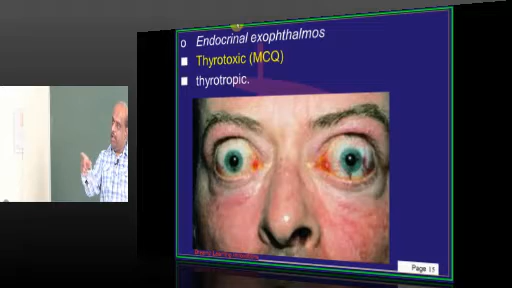 o Endocrinal exophthalmos
■ Thyrotoxic (MCQ)
■ thyrotropic.
Page 15